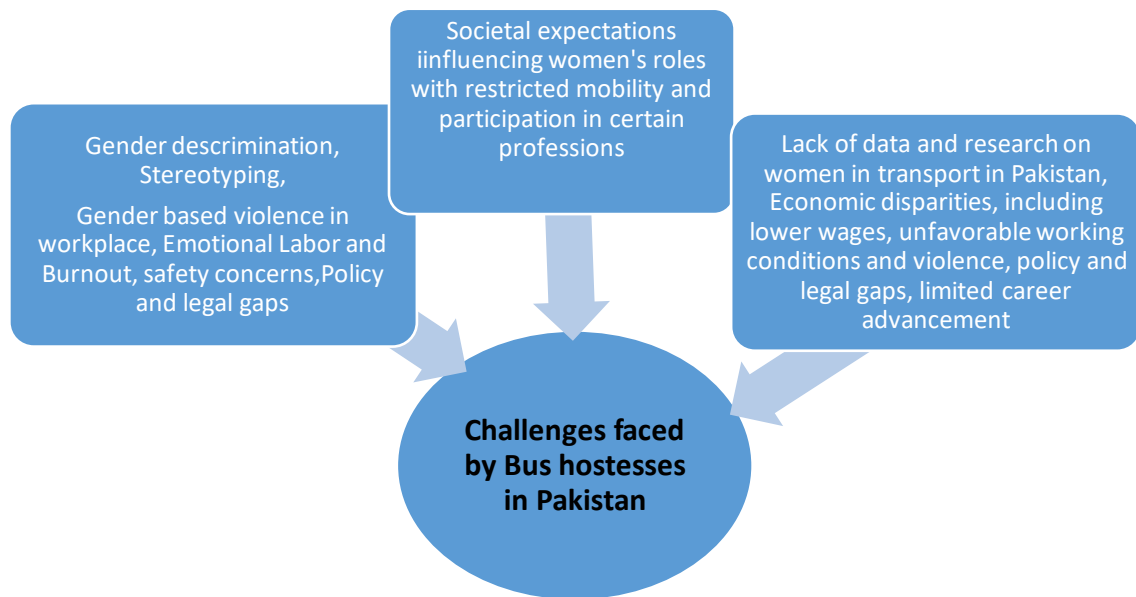 Gender descrimination,
Stereotyping,
Gender based violence in
workplace, Emotional Labor and
Burnout, safety concerns,Policy
and legal gaps
Societal expectations
iinfluencing women's roles
with restricted mobility and
participation in certain
professions
Lack of data and research on
women in transport in Pakistan,
Economic disparities, including
lower wages, unfavorable working
conditions and violence, policy and
legal gaps, limited career
advancement
Challenges faced
by Bus hostesses
in Pakistan